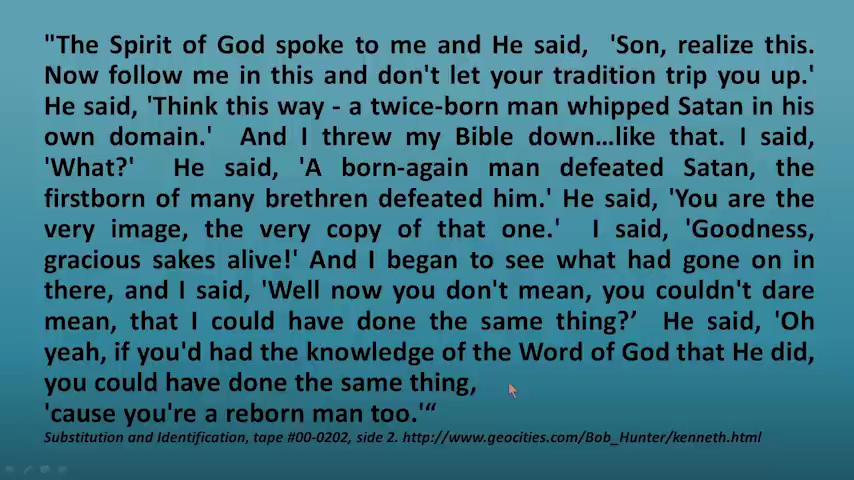 "The Spirit of God spoke to me and He said, 'Son, realize this.
Now follow me in this and don't let your tradition trip you up.'
He said, 'Think this way - a twice-born man whipped Satan in his
own domain.' And I threw my Bible down…like that. I said,
'What?' He said, 'A born-again man defeated Satan, the
firstborn of many brethren defeated him.' He said, 'You are the
very image, the very copy of that one.' I said, 'Goodness,
gracious sakes alive!' And I began to see what had gone on in
there, and I said, 'Well now you don't mean, you couldn't dare
mean, that I could have done the same thing?’ He said, 'Oh
yeah, if you'd had the knowledge of the Word of God that He did,
you could have done the same thing,
'cause you're a reborn man too.'“
Substitution and Identification, tape #00-0202, side 2. http://www.geocities.com/Bob_Hunter/kenneth.html